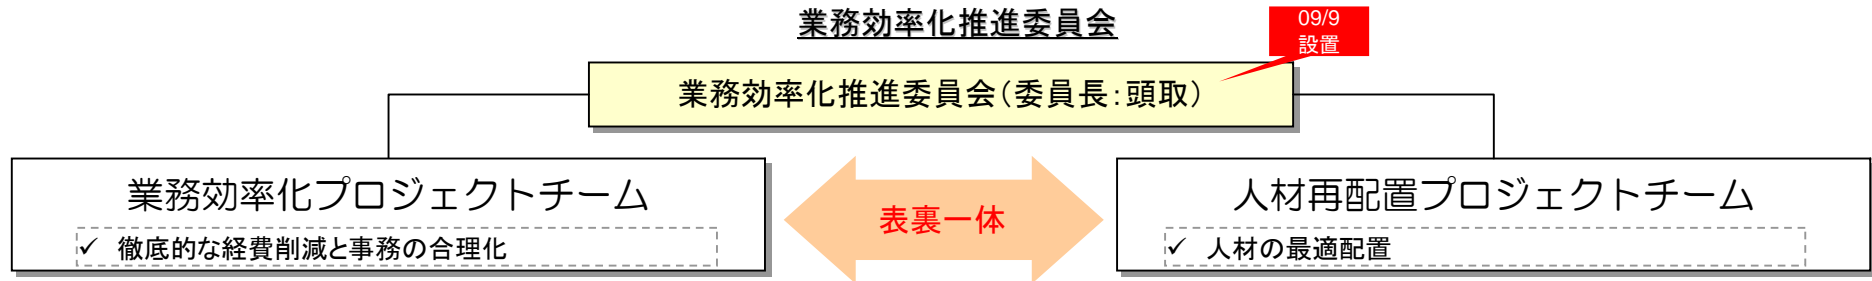 業務効率化推進委員会
09/9
設置
業務効率化推進委員会(委員長:頭取)
業務効率化プロジェクトチーム
✓ 徹底的な経費削減と事務の合理化
表裏一体
人材再配置プロジェクトチーム
✓ 人材の最適配置